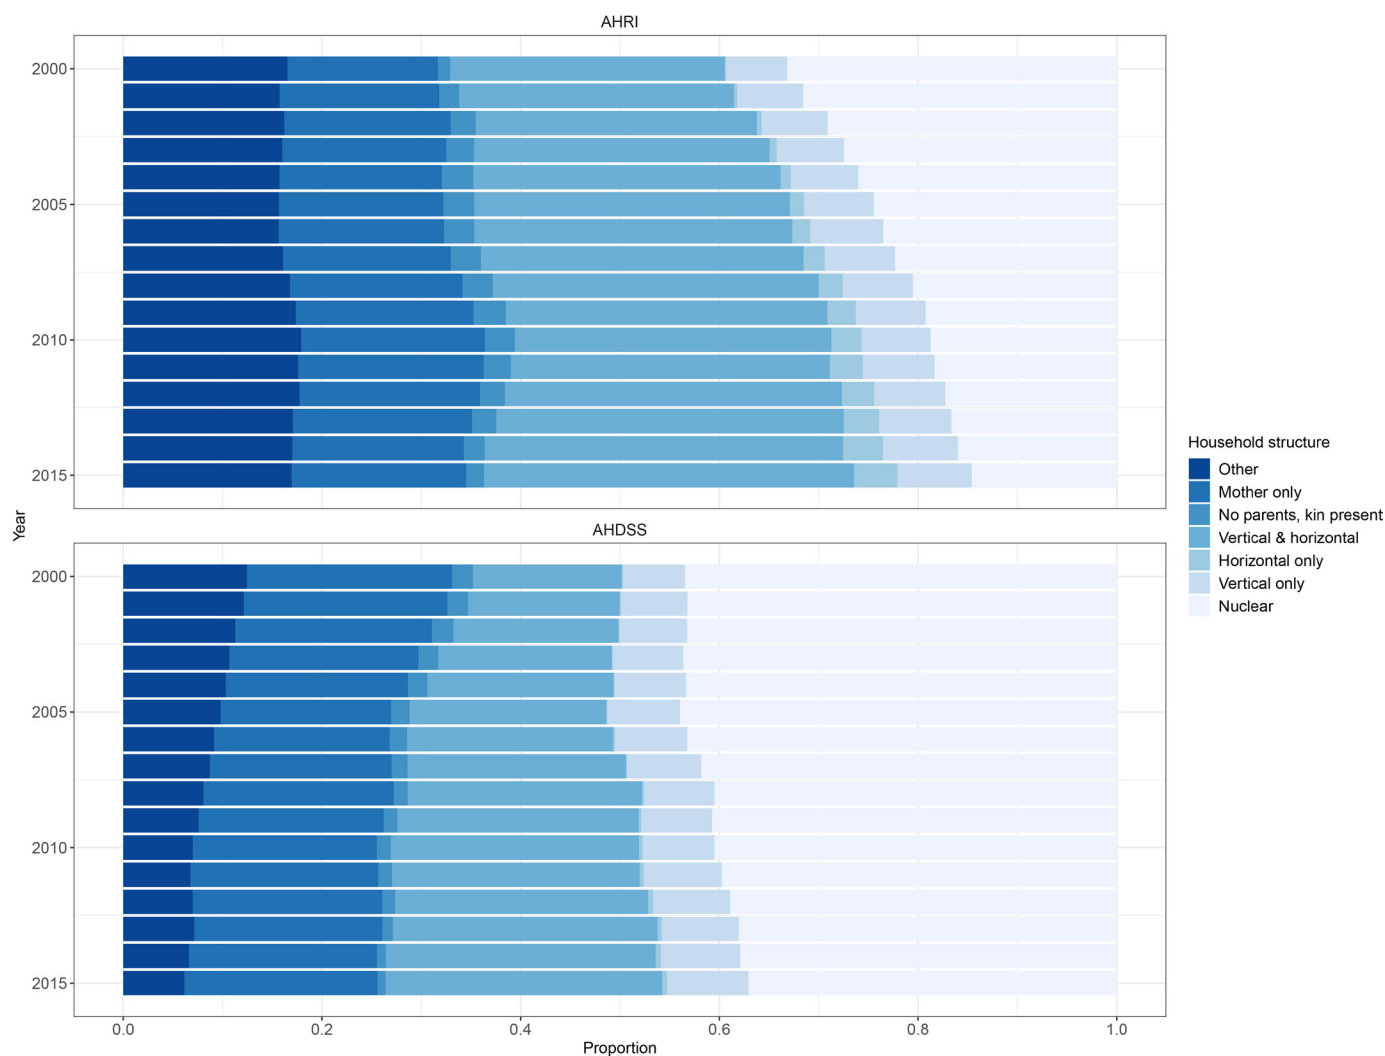 AHRI
2000
2005
2010
2015
AHDSS
2000
2005
2010
2015
0.0 0.2 0.4 0.6 0.8 1.0
Proportion
Year
Household structure
Other
Mother only
No parents, kin present
Vertical & horizontal
Horizontal only
Vertical only
Nuclear